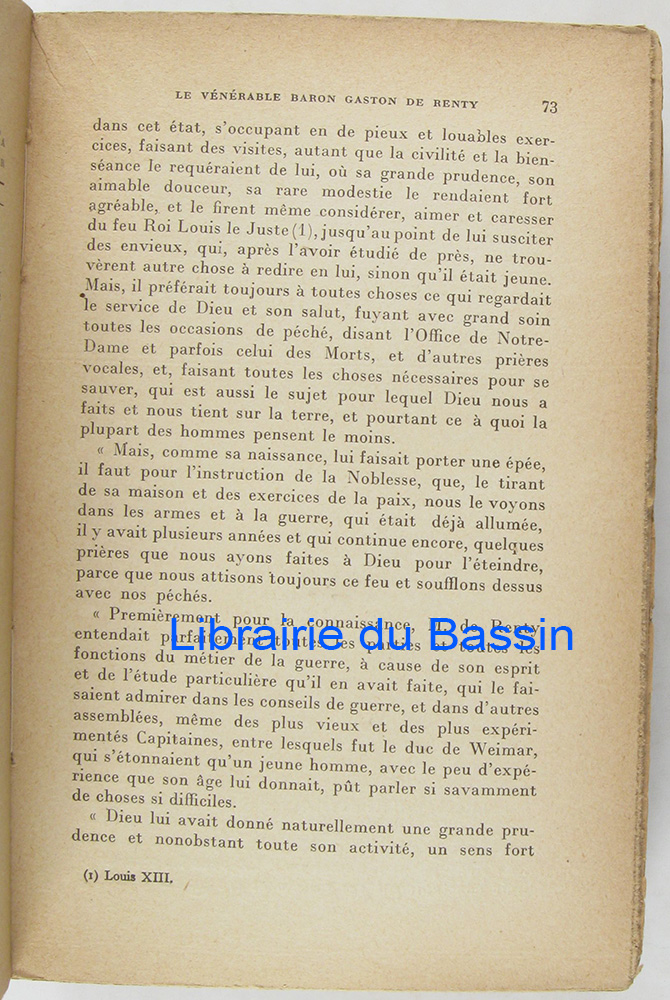 LE VÉNÉRABLE BARON GASTON DE RENTY 73
dans cet état, s'occupant en de pieux et louables exer-
cices, faisant des visites, autant que la civilité et la bien-
séance le requéraient de lui, où sa grande prudence, son
aimable douceur, sa rare modestie le rendaient fort
agréable, et le firent même considérer, aimer et caresser
du feu Roi Louis le Juste (1), jusqu'au point de lui susciter
des envieux, qui, après l'avoir étudié de près, ne trou-
vèrent autre chose à redire en lui, sinon qu'il était jeune.
Mais, il préférait toujours à toutes choses ce qui regardait
le service de Dieu et son salut, fuyant avec grand soin
toutes les occasions de péché, disant l'Office de Notre-
Dame et parfois celui des Morts, et d'autres prières
vocales, et, faisant toutes les choses nécessaires pour se
sauver, qui est aussi le sujet pour lequel Dieu nous a
faits et nous tient sur la terre, et pourtant ce à quoi la
plupart des hommes pensent le moins.
« Mais, comme sa naissance, lui faisait porter une épée,
il faut pour l'instruction de la Noblesse, que, le tirant
de sa maison et des exercices de la paix, nous le voyons
dans les armes et à la guerre, qui était déjà allumée,
il y avait plusieurs années et qui continue encore, quelques
prières que nous ayons faites à Dieu pour l'éteindre,
parce que nous attisons toujours ce feu et soufflons dessus
avec nos péchés.
« Premièrement pour la connaissance, M. de Renty
entendait parfaitement toutes les parties et toutes les
Librairie du Bassin
fonctions du métier de la guerre, à cause de son esprit
et de l'étude particulière qu'il en avait faite, qui le fai-
saient admirer dans les conseils de guerre, et dans d'autres
assemblées, même des plus vieux et des plus expéri-
mentés Capitaines, entre lesquels fut le duc de Weimar,
qui s'étonnaient qu'un jeune homme, avec le peu d'expé-
rience que son âge lui donnait, pût parler si savamment
de choses si difficiles.
« Dieu lui avait donné naturellement une grande pru-
dence et nonobstant toute son activité, un sens fort
(1) Louis XIII.